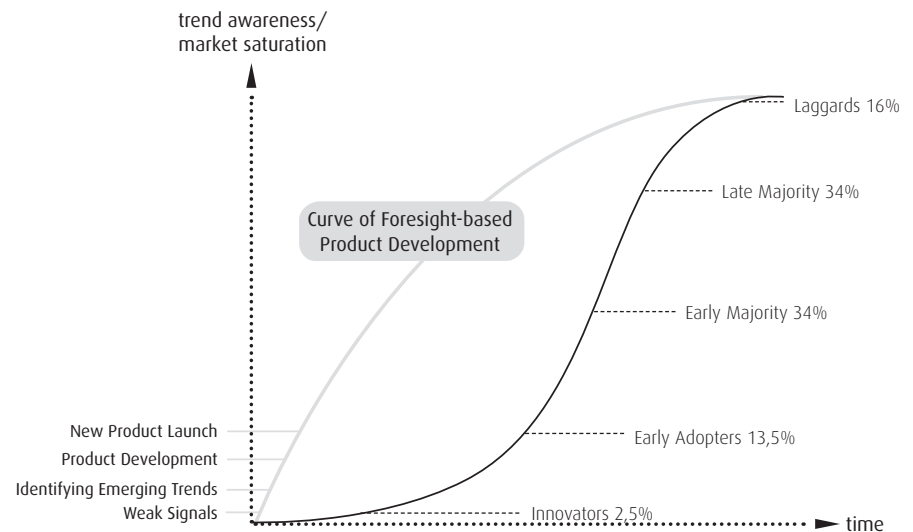 trend awareness/
market saturation
Laggards 16%
Late Majority 34%
Curve of Foresight-based
Product Development
Early Majority 34%
New Product Launch
Early Adopters 13,5%
Product Development
Identifying Emerging Trends
Weak Signals
Innovators 2,5%
time